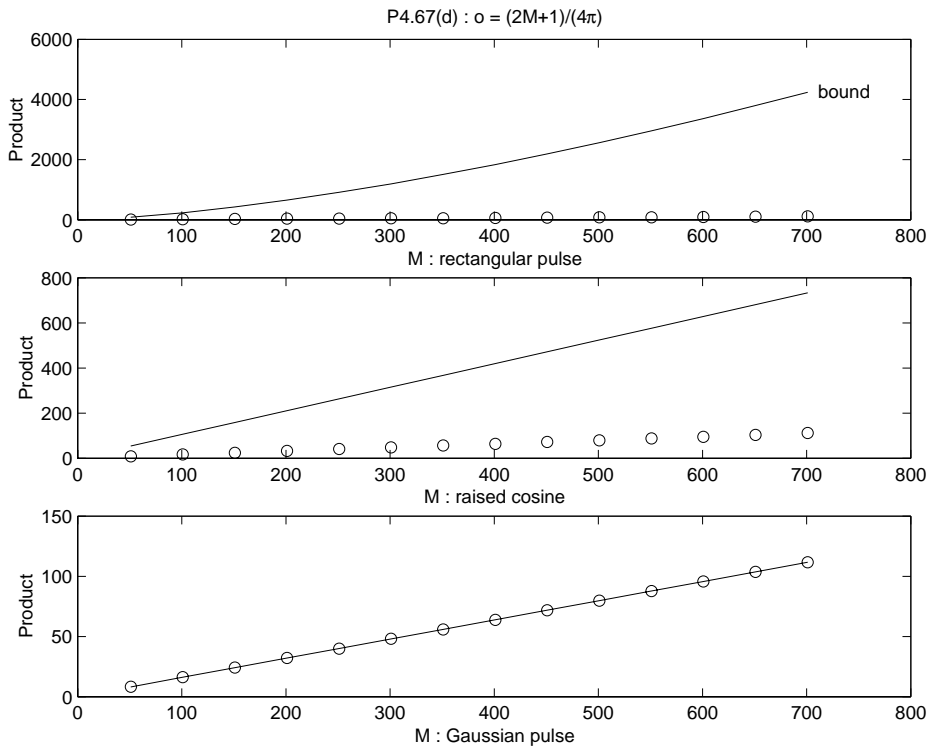 P4.67(d) : o = (2M+1)/(4π)
6000
4000
2000
0
Product
bound
0 100 200 300 400 500 600 700 800
M : rectangular pulse
800
600
400
200
0
Product
0 100 200 300 400 500 600 700 800
M : raised cosine
150
100
50
0
Product
0 100 200 300 400 500 600 700 800
M : Gaussian pulse